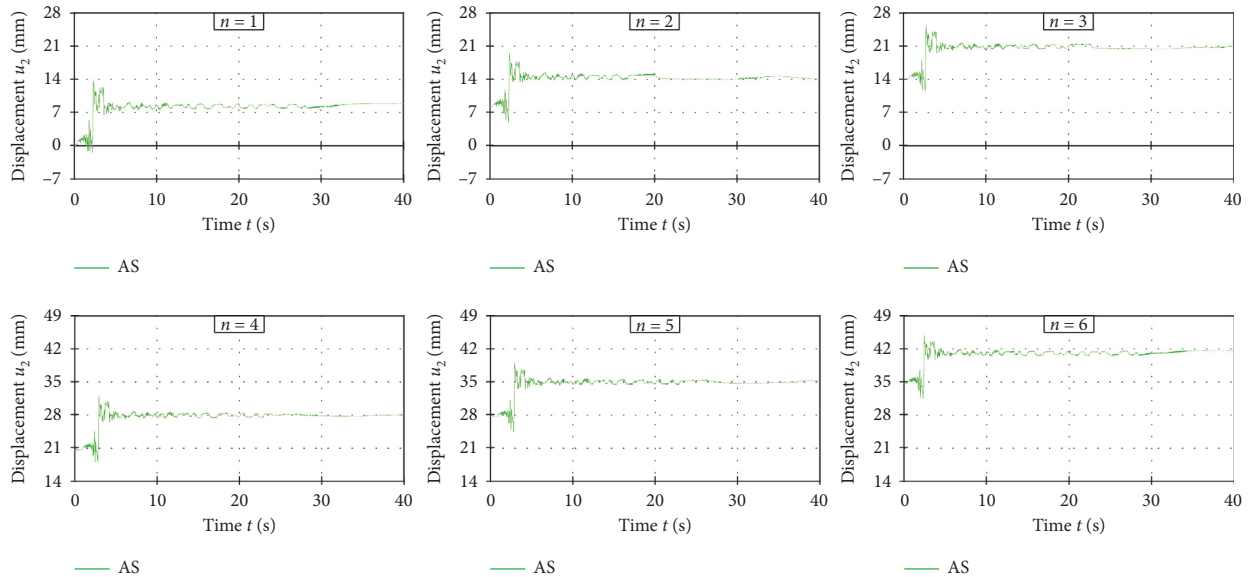 n = 1
Displacement u2 (mm)
28
21
14
7
0
–7
0 10 20 30 40
Time t (s)
AS
n = 2
Displacement u2 (mm)
28
21
14
7
0
–7
0 10 20 30 40
Time t (s)
AS
n = 3
Displacement u2 (mm)
28
21
14
7
0
–7
0 10 20 30 40
Time t (s)
AS
n = 4
Displacement u2 (mm)
49
42
35
28
21
14
0 10 20 30 40
Time t (s)
AS
n = 5
Displacement u2 (mm)
49
42
35
28
21
14
0 10 20 30 40
Time t (s)
AS
n = 6
Displacement u2 (mm)
49
42
35
28
21
14
0 10 20 30 40
Time t (s)
AS